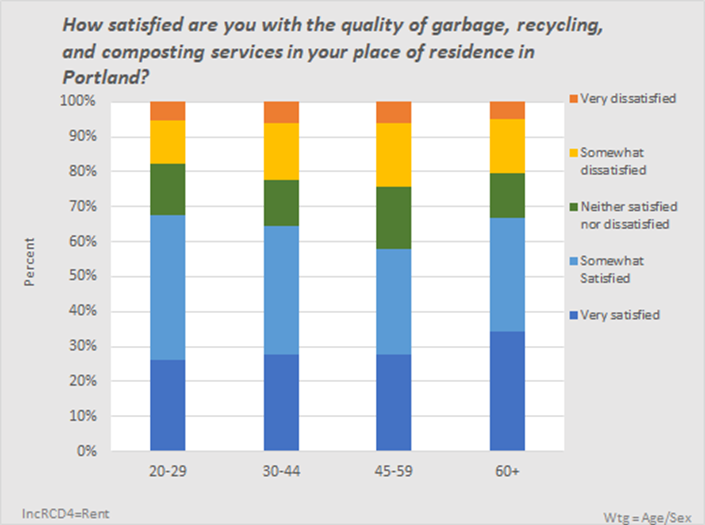 How satisfied are you with the quality of garbage, recycling,
and composting services in your place of residence in
Portland?
100%
90%
80%
70%
60%
50%
40%
30%
20%
10%
0%
Percent
20-29
30-44
45-59
60+
Very dissatisfied
Somewhat
dissatisfied
Neither satisfied
nor dissatisfied
Somewhat
Satisfied
Very satisfied
IncRCD4=Rent
Wtg = Age/Sex